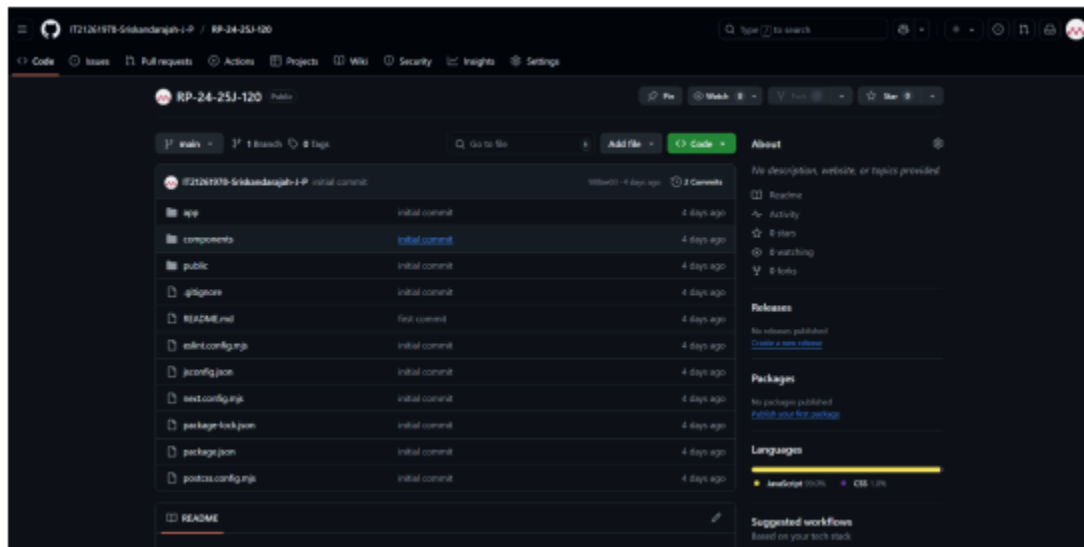 IT21261978-Sriskandarajah-J-P / RP-24-25J-120
Type / to search
Code Issues Pull requests Actions Projects Wiki Security Insights Settings
RP-24-25J-120 Public
Pin Watch 0 Fork Star 0
main 1 Branch 0 Tags Go to file Add file Code
IT21261978-Sriskandarajah-J-P initial commit 4 days ago 2 Commits
app initial commit 4 days ago
components initial commit 4 days ago
public initial commit 4 days ago
.gitignore initial commit 4 days ago
README.md first commit 4 days ago
eslint.config.mjs initial commit 4 days ago
jsconfig.json initial commit 4 days ago
next.config.mjs initial commit 4 days ago
package-lock.json initial commit 4 days ago
package.json initial commit 4 days ago
postcss.config.mjs initial commit 4 days ago
README
About
No description, website, or topics provided.
Readme
Activity
0 stars
0 watching
0 forks
Releases
No releases published
Create a new release
Packages
No packages published
Publish your first package
Languages
JavaScript CSS
Suggested workflows
Based on your tech stack